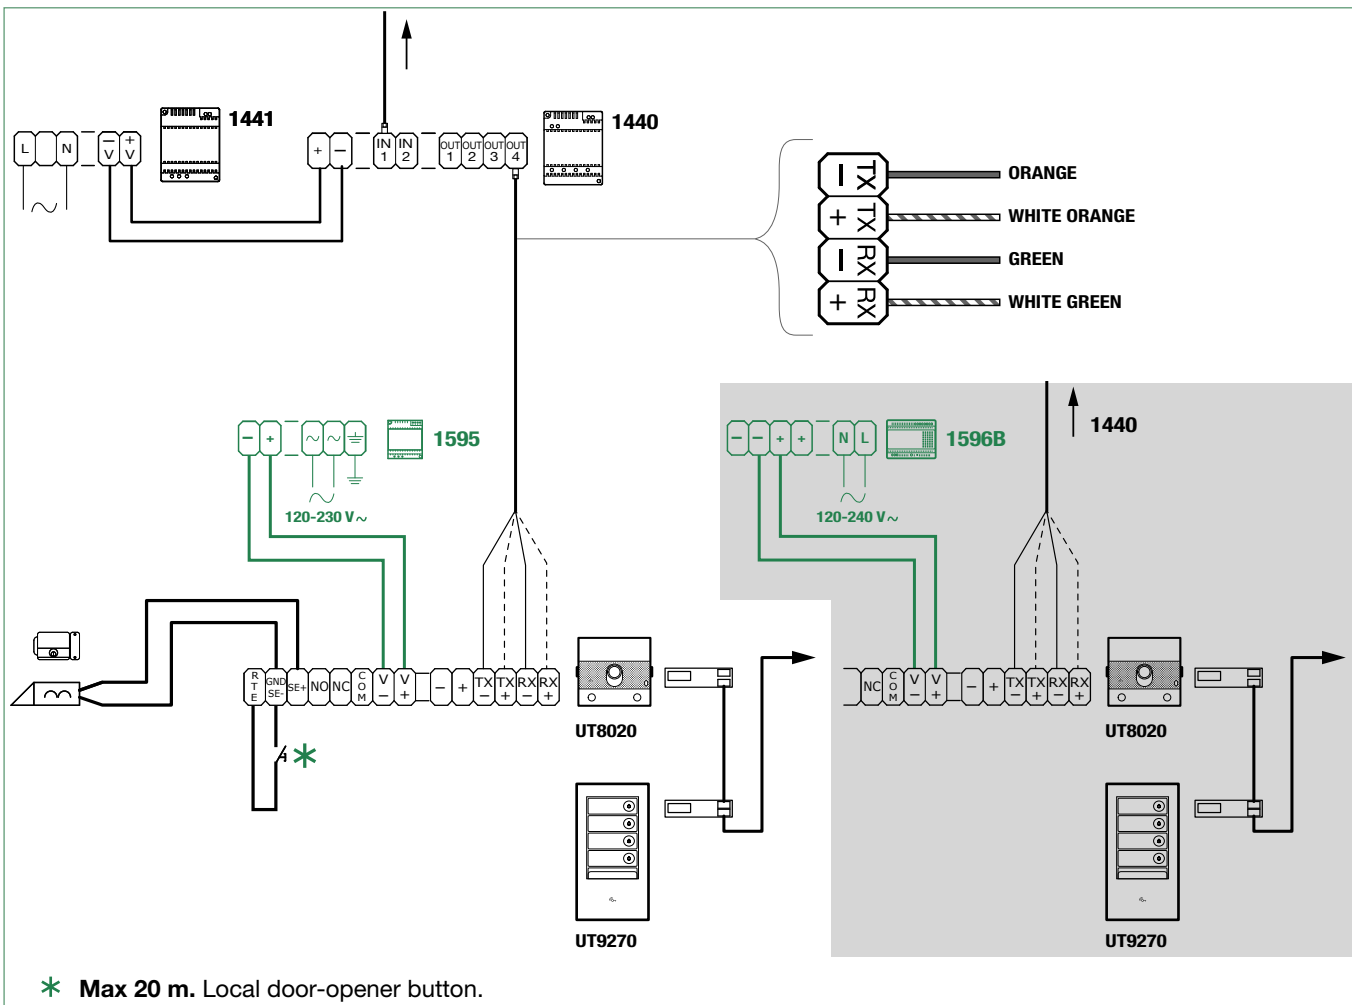 1441
1440
L N − V + V
+ − IN 1 IN 2 OUT 1 OUT 2 OUT 3 OUT 4
− TX ORANGE
+ TX WHITE ORANGE
− RX GREEN
+ RX WHITE GREEN
− + ~ ~ 1595
120-230 V~
− − + + N L 1596B
120-240 V~
1440
RTE GND SE- SE+ NO NC COM V − V + − + TX − TX + RX − RX +
UT8020
UT9270
NC COM V − V + − + TX − TX + RX − RX +
UT8020
UT9270
* Max 20 m. Local door-opener button.